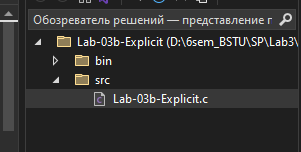 Обозреватель решений — представление г
Lab-03b-Explicit (D:\6sem_BSTU\SP\Lab3\
bin
src
Lab-03b-Explicit.c